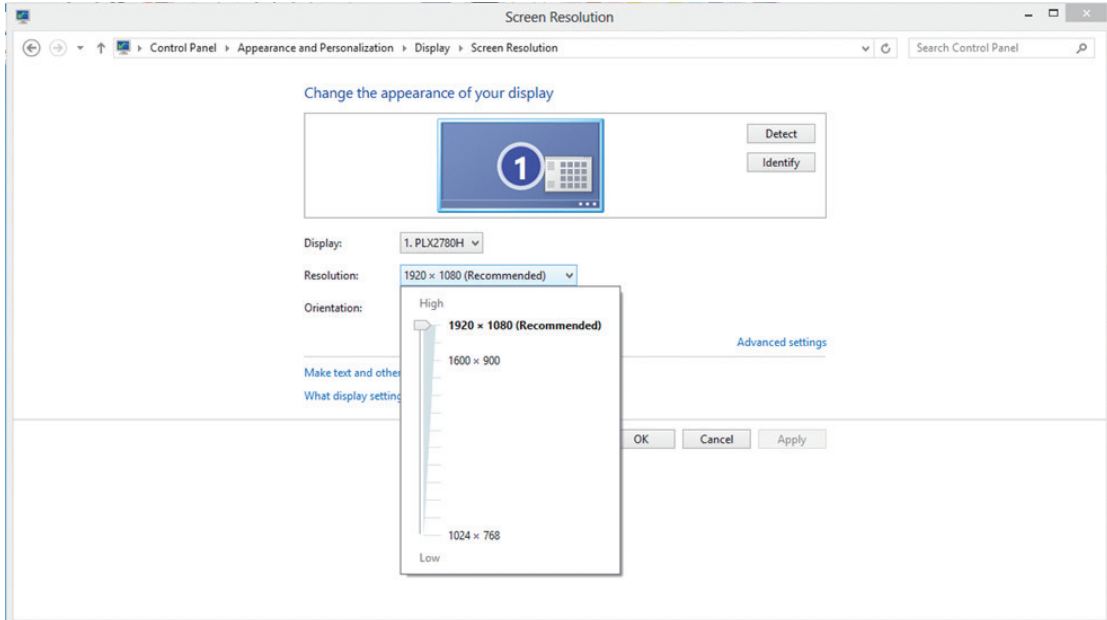 Screen Resolution
Control Panel Appearance and Personalization Display Screen Resolution Search Control Panel
Change the appearance of your display
1
Detect
Identify
Display: 1. PLX2780H
Resolution: 1920 × 1080 (Recommended)
Orientation:
High
1920 × 1080 (Recommended)
1600 × 900
1024 × 768
Low
Advanced settings
Make text and other
What display setting
OK Cancel Apply